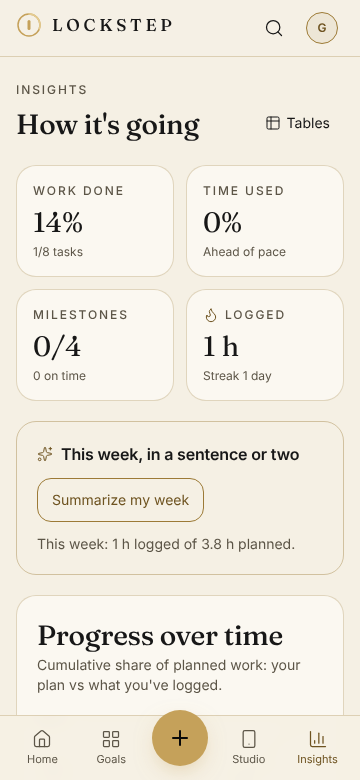 LOCKSTEP
G
INSIGHTS
How it's going
Tables
WORK DONE
14%
1/8 tasks
TIME USED
0%
Ahead of pace
MILESTONES
0/4
0 on time
LOGGED
1 h
Streak 1 day
This week, in a sentence or two
Summarize my week
This week: 1 h logged of 3.8 h planned.
Progress over time
Cumulative share of planned work: your
plan vs what you've logged.
Home
Goals
+
Studio
Insights